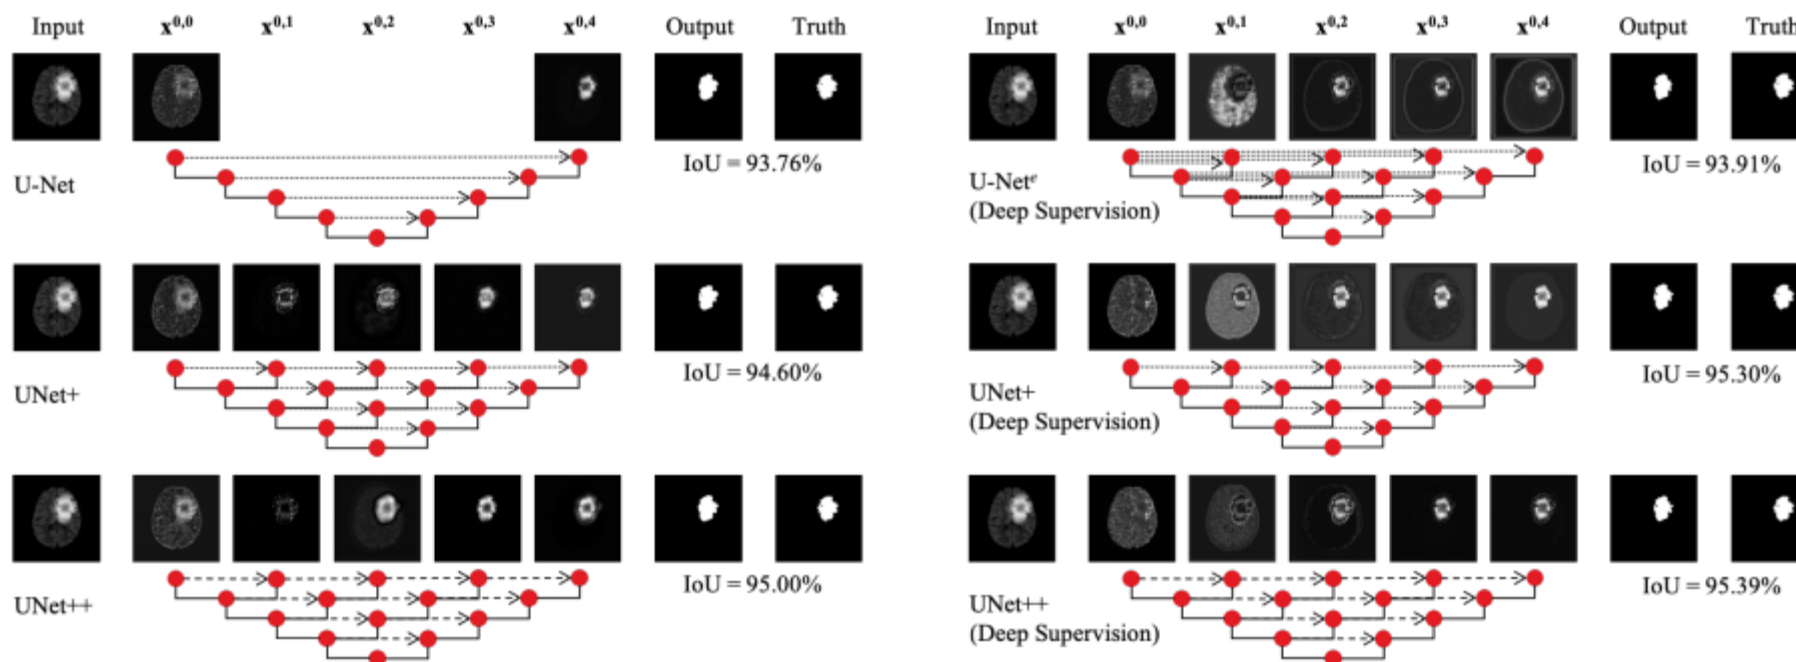 Input x0,0 x0,1 x0,2 x0,3 x0,4 Output Truth
IoU = 93.76%
U-Net
IoU = 94.60%
UNet+
IoU = 95.00%
UNet++
Input x0,0 x0,1 x0,2 x0,3 x0,4 Output Truth
IoU = 93.91%
U-Nete
(Deep Supervision)
IoU = 95.30%
UNet+
(Deep Supervision)
IoU = 95.39%
UNet++
(Deep Supervision)